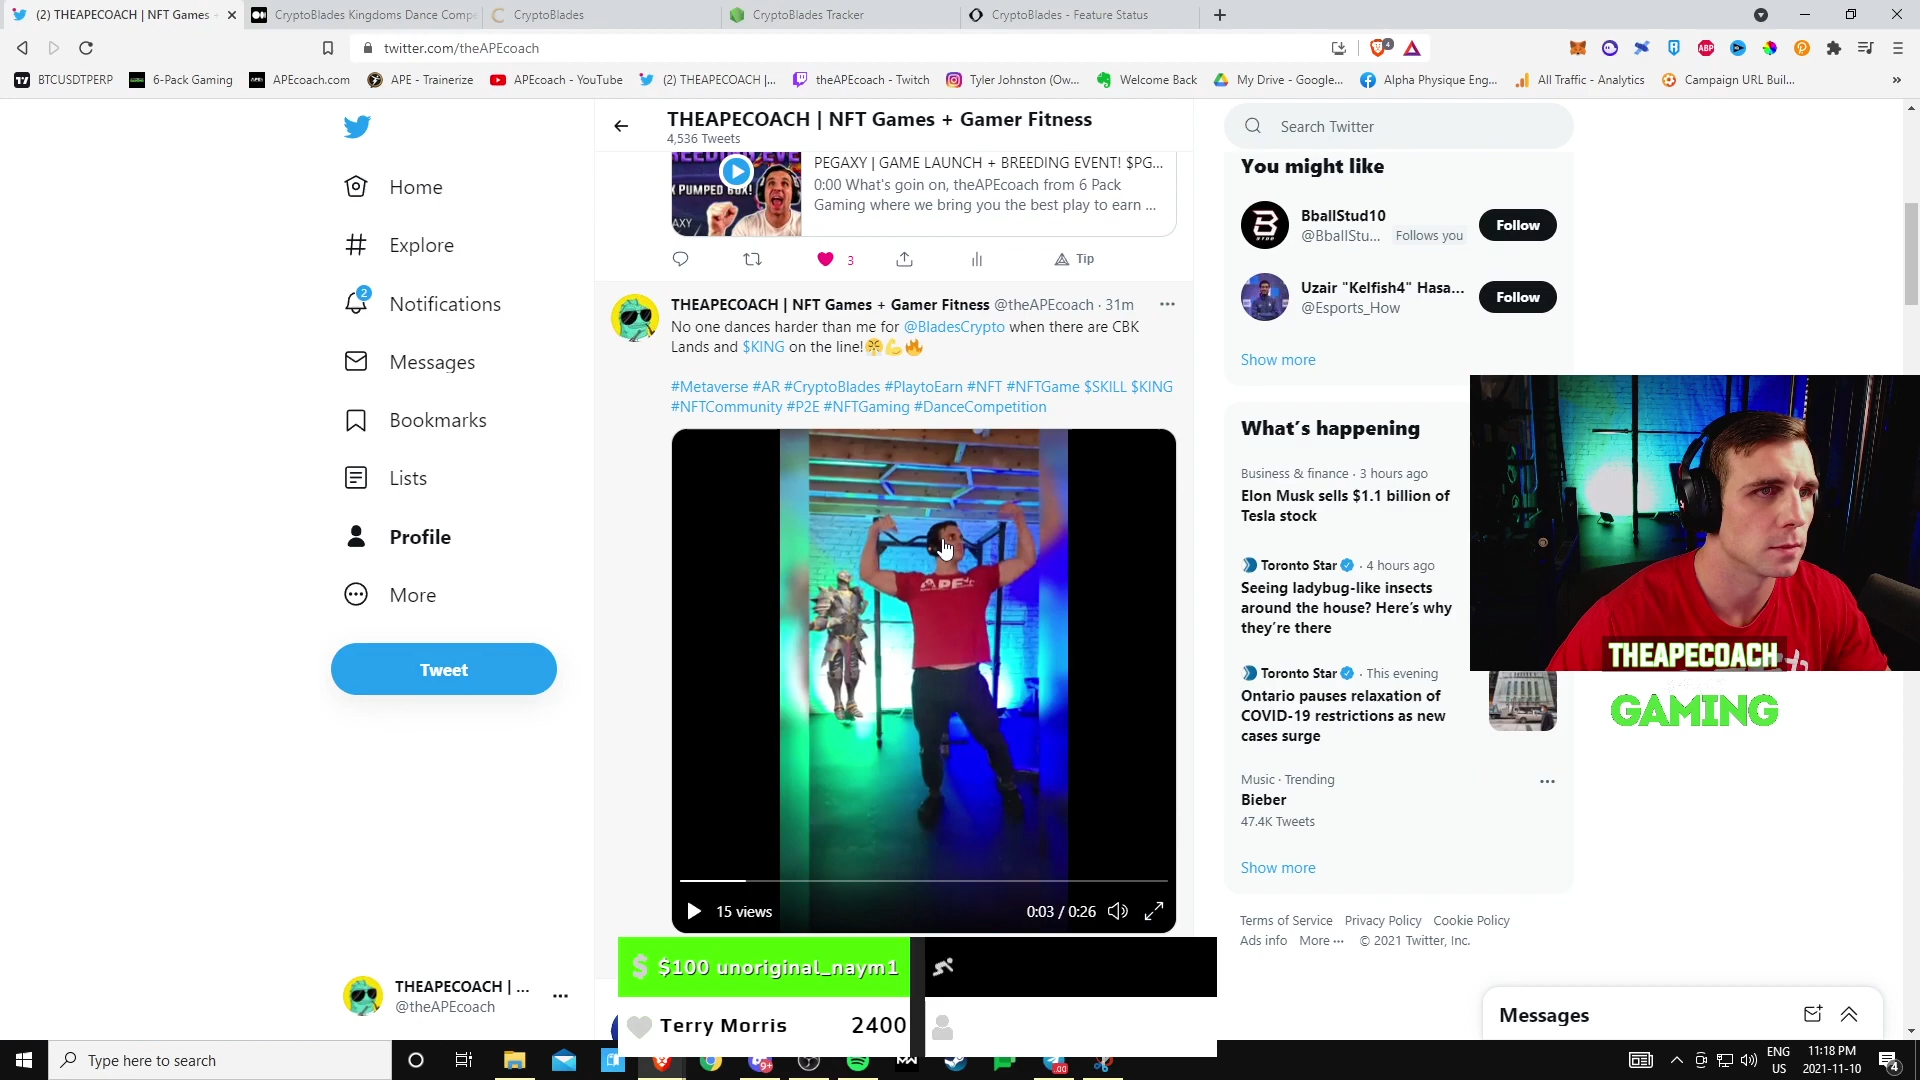 (2) THEAPECOACH | NFT Games
CryptoBlades Kingdoms Dance Compe
CryptoBlades
CryptoBlades Tracker
CryptoBlades - Feature Status
twitter.com/theAPEcoach
4
ABP
BTCUSDTPERP
6-Pack Gaming
APEcoach.com
APE - Trainerize
APEcoach - YouTube
(2) THEAPECOACH |...
theAPEcoach - Twitch
Tyler Johnston (Ow...
Welcome Back
My Drive - Google...
Alpha Physique Eng...
All Traffic - Analytics
Campaign URL Buil...
Home
Explore
2
Notifications
Messages
Bookmarks
Lists
Profile
More
Tweet
THEAPECOACH | ...
@theAPEcoach
THEAPECOACH | NFT Games + Gamer Fitness
4,536 Tweets
PUMPED
PEGAXY | GAME LAUNCH + BREEDING EVENT! $PG...
0:00 What's goin on, theAPEcoach from 6 Pack
Gaming where we bring you the best play to earn ...
3
Tip
THEAPECOACH | NFT Games + Gamer Fitness @theAPEcoach · 31m
No one dances harder than me for @BladesCrypto when there are CBK
Lands and $KING on the line!
#Metaverse #AR #CryptoBlades #PlaytoEarn #NFT #NFTGame $SKILL $KING
#NFTCommunity #P2E #NFTGaming #DanceCompetition
APE
15 views
0:03 / 0:26
Search Twitter
You might like
BballStud10
@BballStu... Follows you
Follow
Uzair "Kelfish4" Hasa...
@Esports_How
Follow
Show more
What's happening
Business & finance · 3 hours ago
Elon Musk sells $1.1 billion of
Tesla stock
Toronto Star · 4 hours ago
Seeing ladybug-like insects
around the house? Here's why
they're there
Toronto Star · This evening
Ontario pauses relaxation of
COVID-19 restrictions as new
cases surge
Music · Trending
Bieber
47.4K Tweets
Show more
Terms of Service Privacy Policy Cookie Policy
Ads info More © 2021 Twitter, Inc.
THEAPECOACH
GAMING
Messages
$100 unoriginal_naym1
Terry Morris 2400
Type here to search
ENG
US
11:18 PM
2021-11-10
4